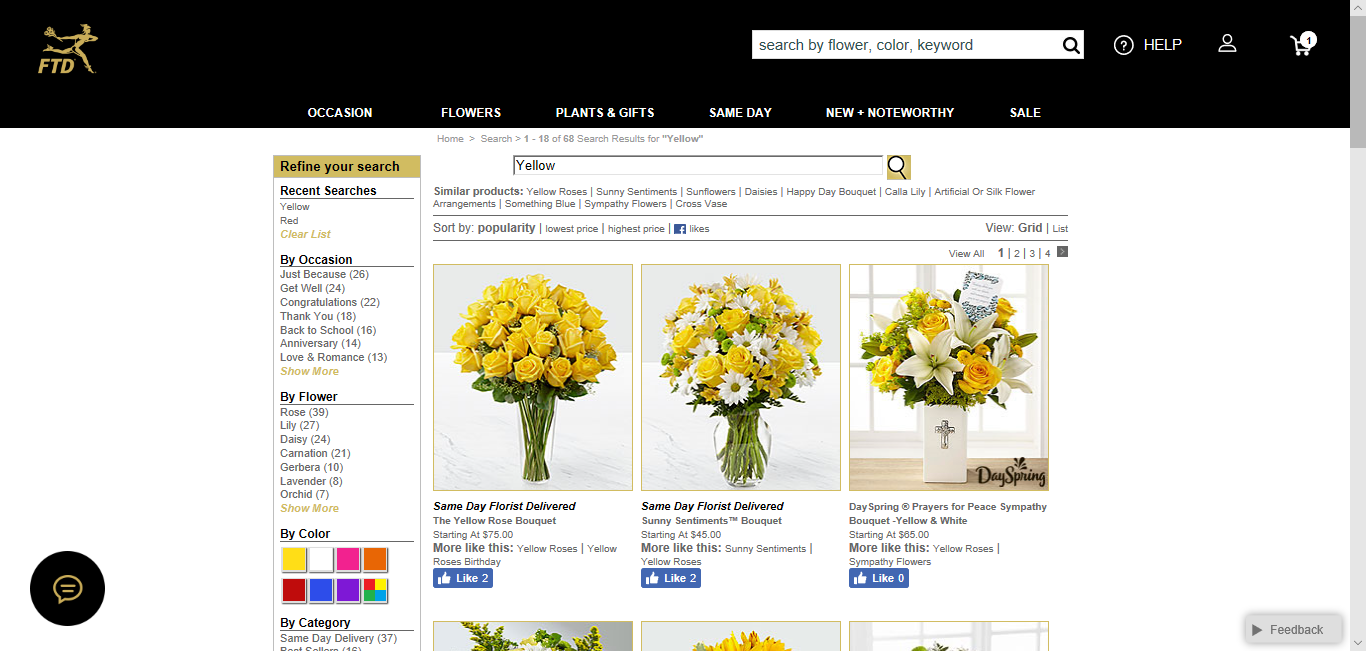 FTD
search by flower, color, keyword
? HELP
1
OCCASION FLOWERS PLANTS & GIFTS SAME DAY NEW + NOTEWORTHY SALE
Home > Search > 1 - 18 of 68 Search Results for "Yellow"
Refine your search
Recent Searches
Yellow
Red
Clear List
By Occasion
Just Because (26)
Get Well (24)
Congratulations (22)
Thank You (18)
Back to School (16)
Anniversary (14)
Love & Romance (13)
Show More
By Flower
Rose (39)
Lily (27)
Daisy (24)
Carnation (21)
Gerbera (10)
Lavender (8)
Orchid (7)
Show More
By Color
By Category
Same Day Delivery (37)
Best Sellers (16)
Yellow
Similar products: Yellow Roses | Sunny Sentiments | Sunflowers | Daisies | Happy Day Bouquet | Calla Lily | Artificial Or Silk Flower
Arrangements | Something Blue | Sympathy Flowers | Cross Vase
Sort by: popularity | lowest price | highest price | f likes
View: Grid | List
View All 1 | 2 | 3 | 4 >
DaySpring
Same Day Florist Delivered
The Yellow Rose Bouquet
Starting At $75.00
More like this: Yellow Roses | Yellow
Roses Birthday
Like 2
Same Day Florist Delivered
Sunny Sentiments™ Bouquet
Starting At $45.00
More like this: Sunny Sentiments |
Yellow Roses
Like 2
DaySpring ® Prayers for Peace Sympathy
Bouquet -Yellow & White
Starting At $65.00
More like this: Yellow Roses |
Sympathy Flowers
Like 0
Feedback